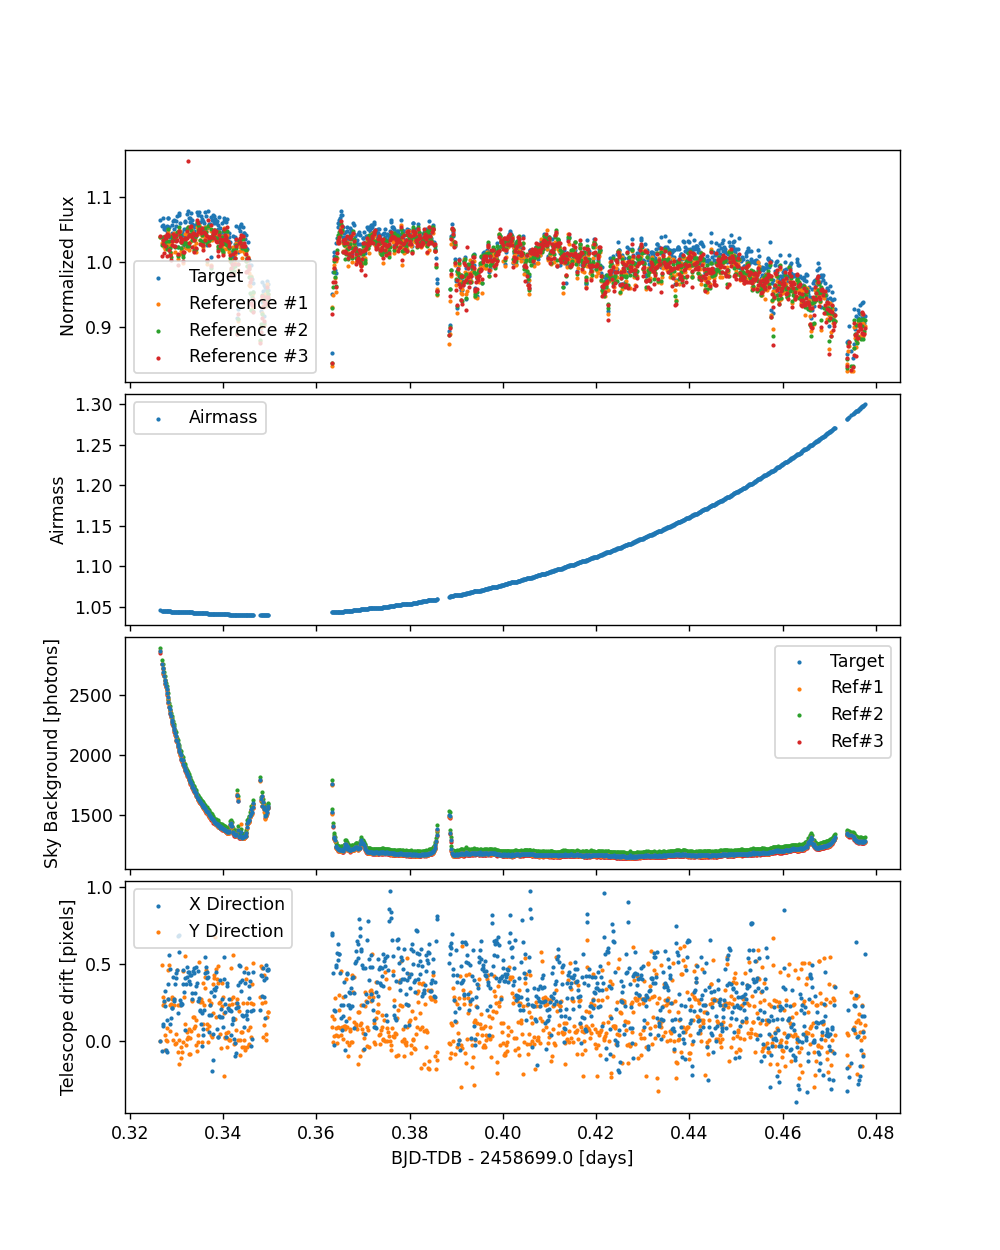 Normalized Flux
1.1
1.0
0.9
Target
Reference #1
Reference #2
Reference #3
Airmass
1.30
1.25
1.20
1.15
1.10
1.05
Airmass
Sky Background [photons]
2500
2000
1500
Target
Ref#1
Ref#2
Ref#3
Telescope drift [pixels]
1.0
0.5
0.0
X Direction
Y Direction
0.32 0.34 0.36 0.38 0.40 0.42 0.44 0.46 0.48
BJD-TDB - 2458699.0 [days]